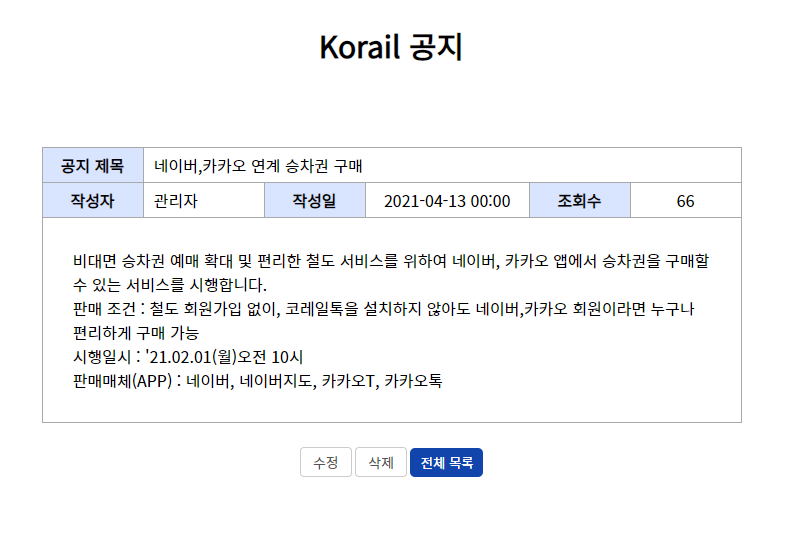 Korail 공지
공지 제목 네이버,카카오 연계 승차권 구매
작성자 관리자 작성일 2021-04-13 00:00 조회수 66
비대면 승차권 예매 확대 및 편리한 철도 서비스를 위하여 네이버, 카카오 앱에서 승차권을 구매할
수 있는 서비스를 시행합니다.
판매 조건 : 철도 회원가입 없이, 코레일톡을 설치하지 않아도 네이버,카카오 회원이라면 누구나
편리하게 구매 가능
시행일시 : '21.02.01(월)오전 10시
판매매체(APP) : 네이버, 네이버지도, 카카오T, 카카오톡
수정 삭제 전체 목록